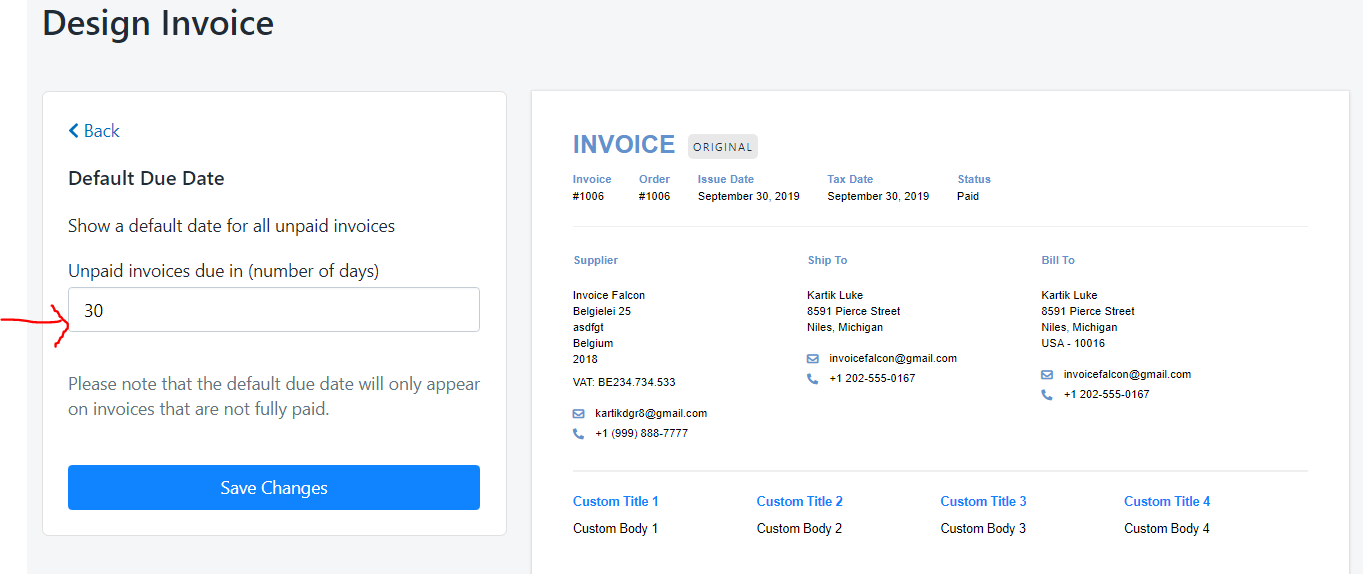 Design Invoice
Back
Default Due Date
Show a default date for all unpaid invoices
Unpaid invoices due in (number of days)
30
Please note that the default due date will only appear
on invoices that are not fully paid.
Save Changes
INVOICE ORIGINAL
Invoice Order Issue Date Tax Date Status
#1006 #1006 September 30, 2019 September 30, 2019 Paid
Supplier
Invoice Falcon
Belgielei 25
asdfgt
Belgium
2018
VAT: BE234.734.533
kartikdgr8@gmail.com
+1 (999) 888-7777
Ship To
Kartik Luke
8591 Pierce Street
Niles, Michigan
invoicefalcon@gmail.com
+1 202-555-0167
Bill To
Kartik Luke
8591 Pierce Street
Niles, Michigan
USA - 10016
invoicefalcon@gmail.com
+1 202-555-0167
Custom Title 1 Custom Title 2 Custom Title 3 Custom Title 4
Custom Body 1 Custom Body 2 Custom Body 3 Custom Body 4